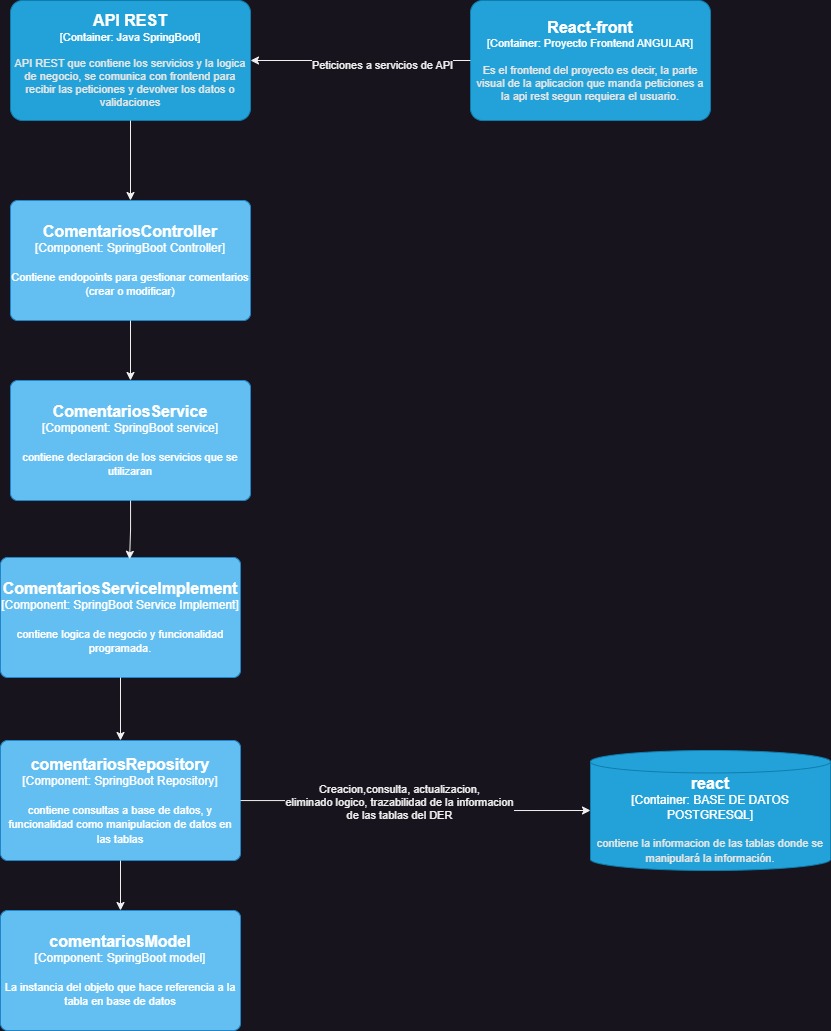 API REST
[Container: Java SpringBoot]
API REST que contiene los servicios y la logica
de negocio, se comunica con frontend para
recibir las peticiones y devolver los datos o
validaciones
Peticiones a servicios de API
React-front
[Container: Proyecto Frontend ANGULAR]
Es el frontend del proyecto es decir, la parte
visual de la aplicacion que manda peticiones a
la api rest segun requiera el usuario.
ComentariosController
[Component: SpringBoot Controller]
Contiene endopoints para gestionar comentarios
(crear o modificar)
ComentariosService
[Component: SpringBoot service]
contiene declaracion de los servicios que se
utilizaran
ComentariosServiceImplement
[Component: SpringBoot Service Implement]
contiene logica de negocio y funcionalidad
programada.
comentariosRepository
[Component: SpringBoot Repository]
contiene consultas a base de datos, y
funcionalidad como manipulacion de datos en
las tablas
Creacion,consulta, actualizacion,
eliminado logico, trazabilidad de la informacion
de las tablas del DER
react
[Container: BASE DE DATOS
POSTGRESQL]
contiene la informacion de las tablas donde se
manipulará la información.
comentariosModel
[Component: SpringBoot model]
La instancia del objeto que hace referencia a la
tabla en base de datos